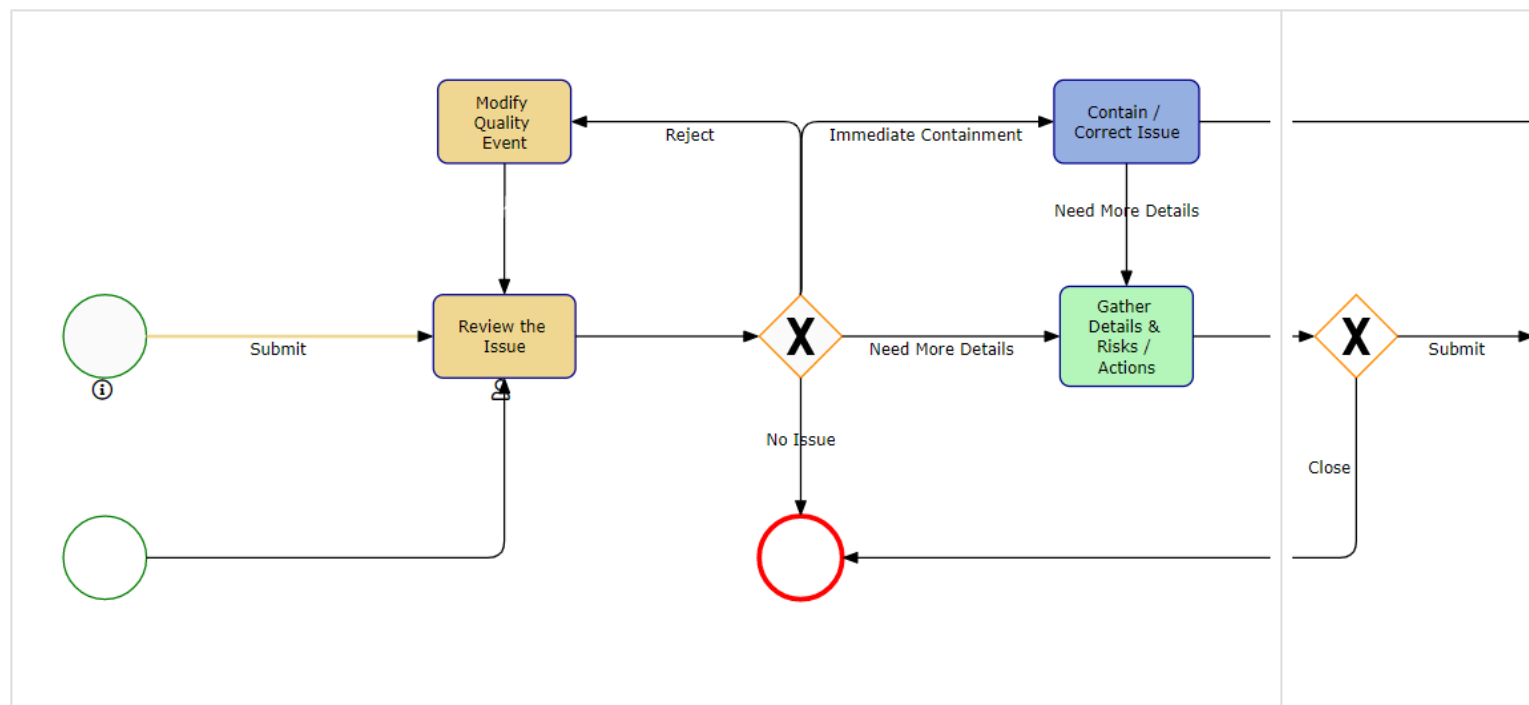 Modify
Quality
Event
Reject
Immediate Containment
Contain /
Correct Issue
Need More Details
Submit
Review the
Issue
X
Need More Details
Gather
Details &
Risks /
Actions
X
Submit
No Issue
Close